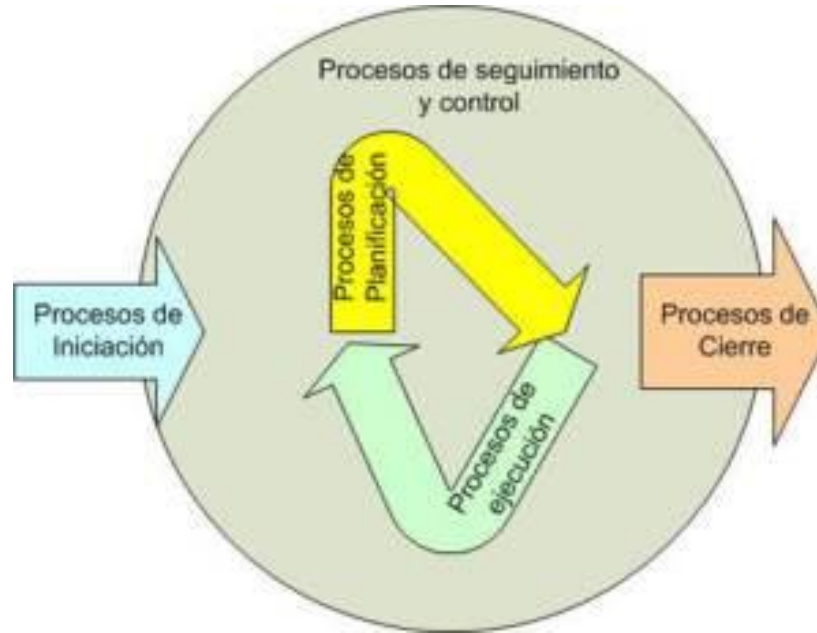 Procesos de seguimiento
y control
Procesos de
Planificación
Procesos de
Iniciación
Procesos de
Cierre
Procesos de
ejecución